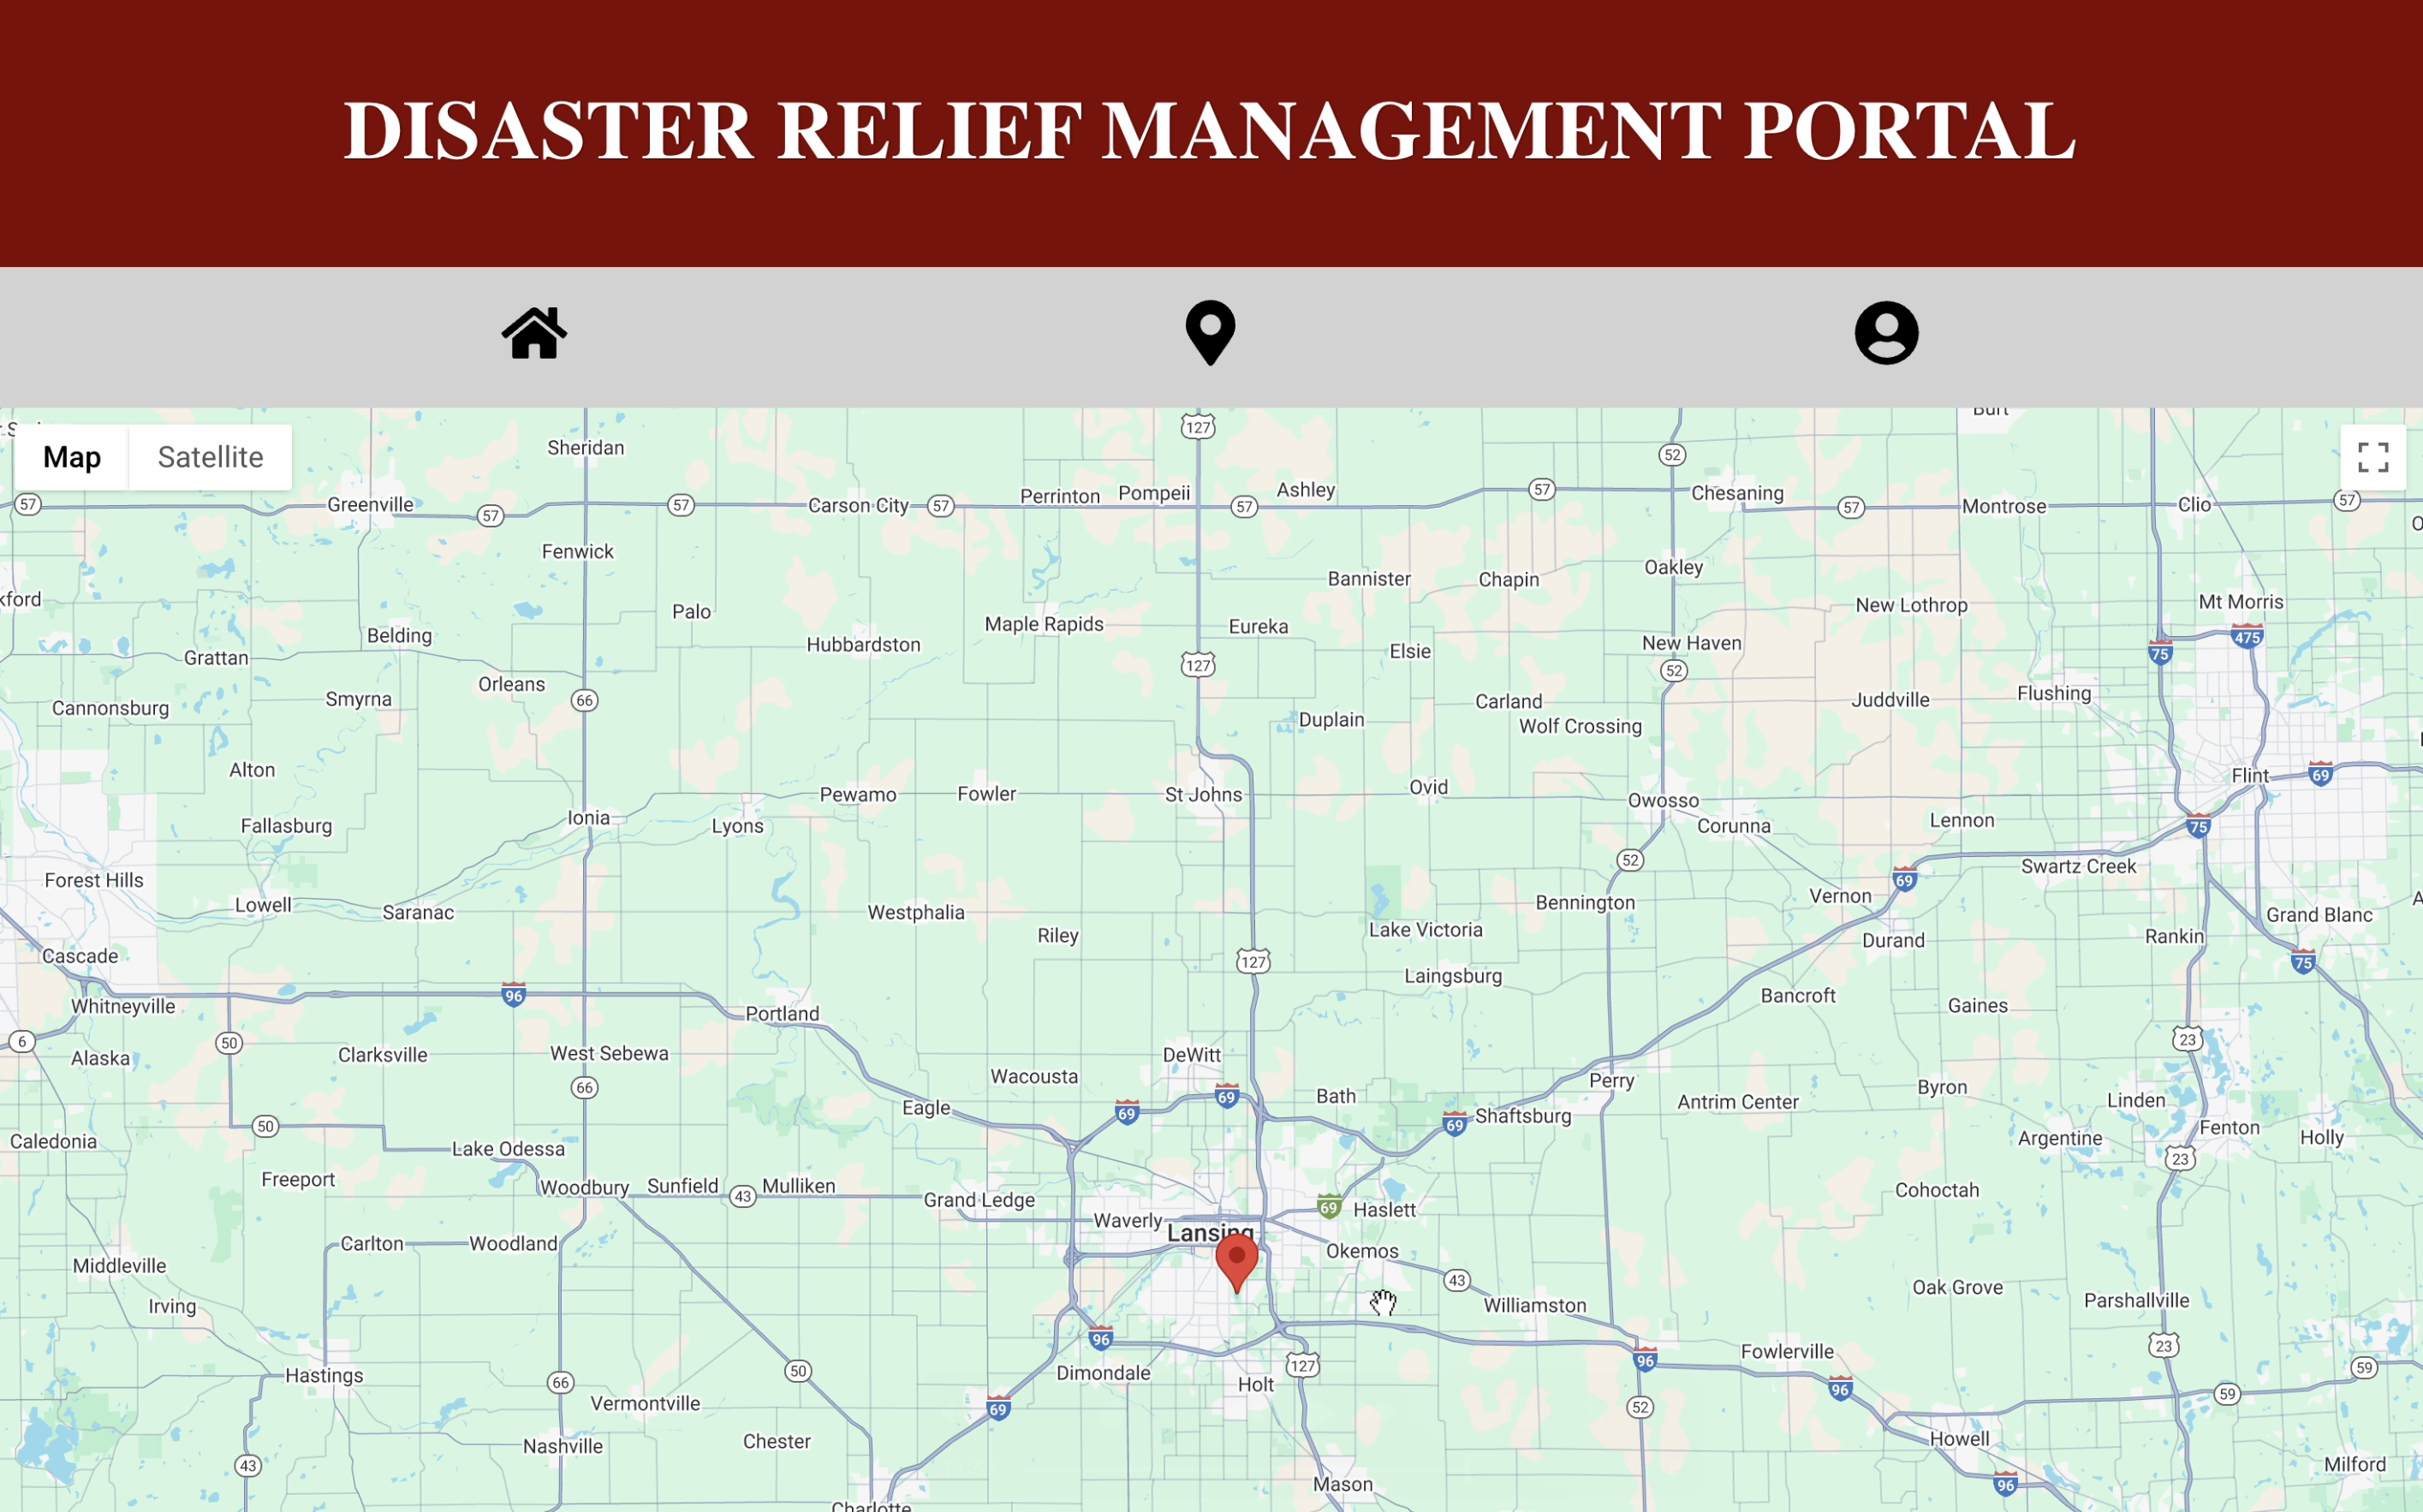 DISASTER RELIEF MANAGEMENT PORTAL
Burt
Map Satellite
Sheridan
127
52
57 Greenville 57 57 Carson City 57 Perrinton Pompeii 57 Ashley 57 Chesaning 57 Montrose Clio 57
Fenwick
Bannister Chapin Oakley
kford
Palo Maple Rapids Eureka New Lothrop Mt Morris
Belding Hubbardston 475
Grattan 127 Elsie New Haven 75
Orleans 52
Cannonsburg Smyrna 66 Carland Juddville Flushing
Duplain Wolf Crossing
Alton Flint 69
Pewamo Fowler St Johns Ovid Owosso
Fallasburg Ionia Lyons Corunna Lennon 75
52
Forest Hills Swartz Creek
69
Lowell Saranac Westphalia Bennington Vernon Grand Blanc
Riley Lake Victoria Durand Rankin
Cascade 127 75
Laingsburg
Whitneyville 96 Portland Bancroft Gaines
6 50 23
Alaska Clarksville West Sebewa DeWitt
66 Wacousta Perry Byron
Eagle 69 69 Bath Antrim Center Linden
50 69 Shaftsburg Fenton
Caledonia Lake Odessa Argentine Holly
23
Freeport Woodbury Sunfield 43 Mulliken Grand Ledge Cohoctah
69 Haslett
Waverly Lansing
Carlton Woodland Okemos
Middleville 43 Oak Grove
Irving Williamston Parshallville
96 96 Fowlerville 23
Hastings 50 Dimondale 127 59
66 Holt 96 59
Vermontville 69 52
Nashville Chester Howell
43 Mason 96 Milford
Charlotte